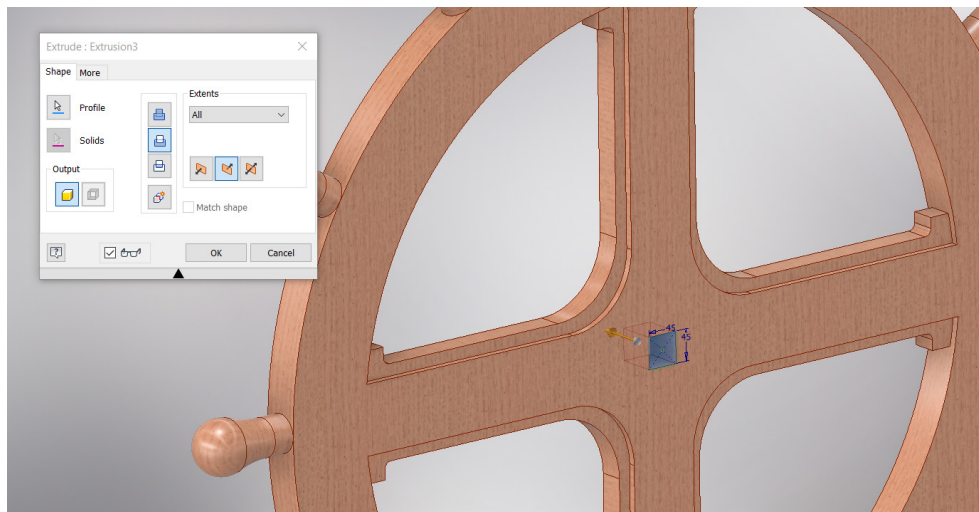 Extrude : Extrusion3
Shape
More
Extents
Profile
All
Solids
Output
Match shape
?
OK
Cancel
45
45